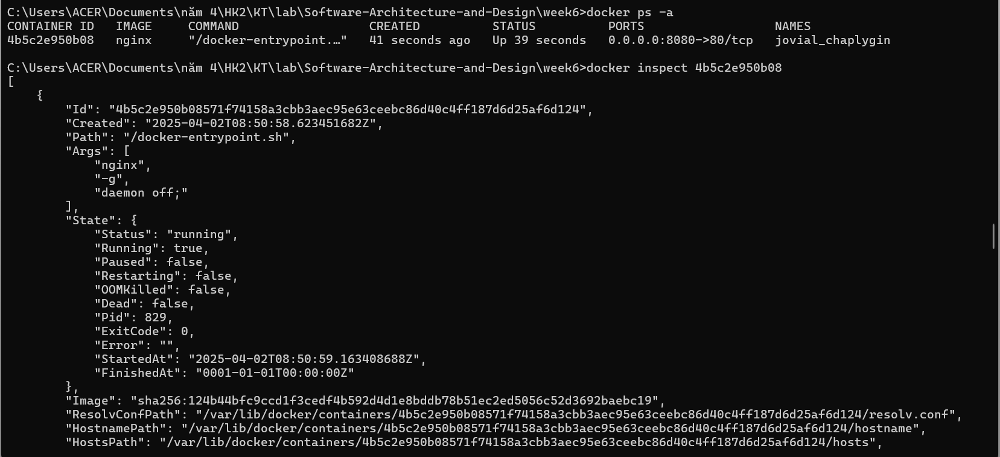 C:\Users\ACER\Documents\năm 4\HK2\KT\lab\Software-Architecture-and-Design\week6>docker ps -a
CONTAINER ID   IMAGE     COMMAND                  CREATED          STATUS          PORTS                  NAMES
4b5c2e950b08   nginx     "/docker-entrypoint.…"   41 seconds ago   Up 39 seconds   0.0.0.0:8080->80/tcp   jovial_chaplygin

C:\Users\ACER\Documents\năm 4\HK2\KT\lab\Software-Architecture-and-Design\week6>docker inspect 4b5c2e950b08
[
    {
        "Id": "4b5c2e950b08571f74158a3cbb3aec95e63ceebc86d40c4ff187d6d25af6d124",
        "Created": "2025-04-02T08:50:58.623451682Z",
        "Path": "/docker-entrypoint.sh",
        "Args": [
            "nginx",
            "-g",
            "daemon off;"
        ],
        "State": {
            "Status": "running",
            "Running": true,
            "Paused": false,
            "Restarting": false,
            "OOMKilled": false,
            "Dead": false,
            "Pid": 829,
            "ExitCode": 0,
            "Error": "",
            "StartedAt": "2025-04-02T08:50:59.163408688Z",
            "FinishedAt": "0001-01-01T00:00:00Z"
        },
        "Image": "sha256:124b44bfc9ccd1f3cedf4b592d4d1e8bddb78b51ec2ed5056c52d3692baebc19",
        "ResolvConfPath": "/var/lib/docker/containers/4b5c2e950b08571f74158a3cbb3aec95e63ceebc86d40c4ff187d6d25af6d124/resolv.conf",
        "HostnamePath": "/var/lib/docker/containers/4b5c2e950b08571f74158a3cbb3aec95e63ceebc86d40c4ff187d6d25af6d124/hostname",
        "HostsPath": "/var/lib/docker/containers/4b5c2e950b08571f74158a3cbb3aec95e63ceebc86d40c4ff187d6d25af6d124/hosts",